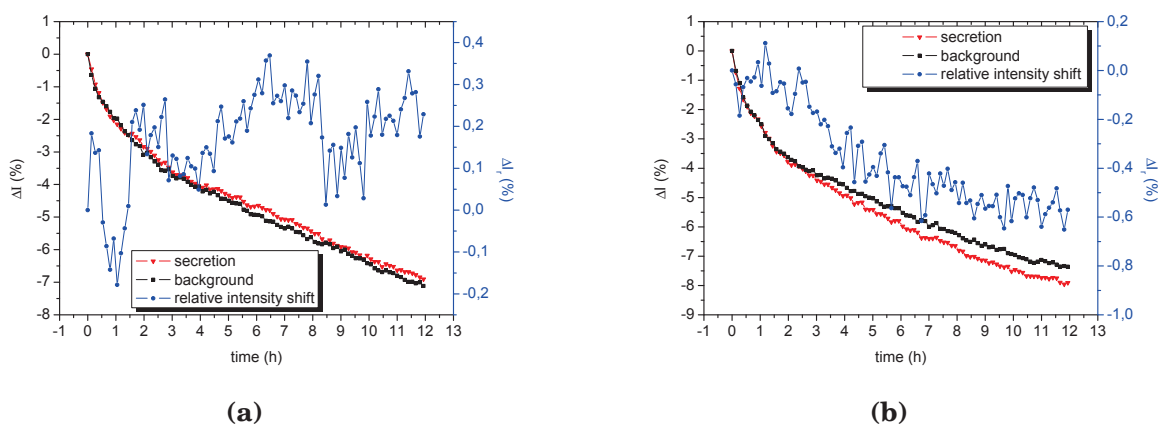 1
0
-1
-2
-3
-4
-5
-6
-7
-8
ΔI (%)
0,4
0,3
0,2
0,1
0,0
-0,1
-0,2
ΔIr (%)
secretion
background
relative intensity shift
-1 0 1 2 3 4 5 6 7 8 9 10 11 12 13
time (h)
(a)
1
0
-1
-2
-3
-4
-5
-6
-7
-8
-9
ΔI (%)
secretion
background
relative intensity shift
0,2
0,0
-0,2
-0,4
-0,6
-0,8
-1,0
ΔIr (%)
-1 0 1 2 3 4 5 6 7 8 9 10 11 12 13
time (h)
(b)